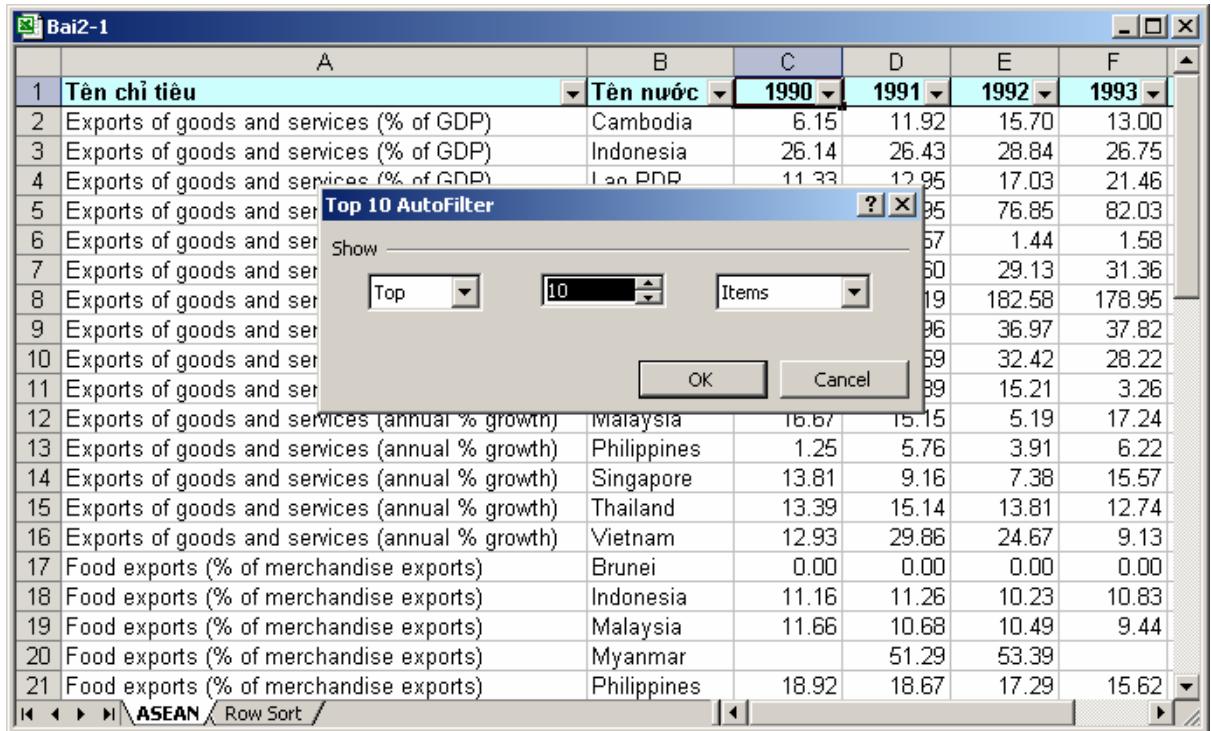 Bai2-1
A B C D E F
1 Tên chỉ tiêu Tên nước 1990 1991 1992 1993
2 Exports of goods and services (% of GDP) Cambodia 6.15 11.92 15.70 13.00
3 Exports of goods and services (% of GDP) Indonesia 26.14 26.43 28.84 26.75
4 Exports of goods and services (% of GDP) Lao PDR 11.33 12.95 17.03 21.46
5 Exports of goods and ser 95 76.85 82.03
6 Exports of goods and ser 57 1.44 1.58
7 Exports of goods and ser 60 29.13 31.36
8 Exports of goods and ser 19 182.58 178.95
9 Exports of goods and ser 96 36.97 37.82
10 Exports of goods and ser 59 32.42 28.22
11 Exports of goods and ser 89 15.21 3.26
Top 10 AutoFilter
Show
Top 10 Items
OK Cancel
12 Exports of goods and services (annual % growth) Malaysia 16.67 15.15 5.19 17.24
13 Exports of goods and services (annual % growth) Philippines 1.25 5.76 3.91 6.22
14 Exports of goods and services (annual % growth) Singapore 13.81 9.16 7.38 15.57
15 Exports of goods and services (annual % growth) Thailand 13.39 15.14 13.81 12.74
16 Exports of goods and services (annual % growth) Vietnam 12.93 29.86 24.67 9.13
17 Food exports (% of merchandise exports) Brunei 0.00 0.00 0.00 0.00
18 Food exports (% of merchandise exports) Indonesia 11.16 11.26 10.23 10.83
19 Food exports (% of merchandise exports) Malaysia 11.66 10.68 10.49 9.44
20 Food exports (% of merchandise exports) Myanmar 51.29 53.39
21 Food exports (% of merchandise exports) Philippines 18.92 18.67 17.29 15.62
ASEAN Row Sort